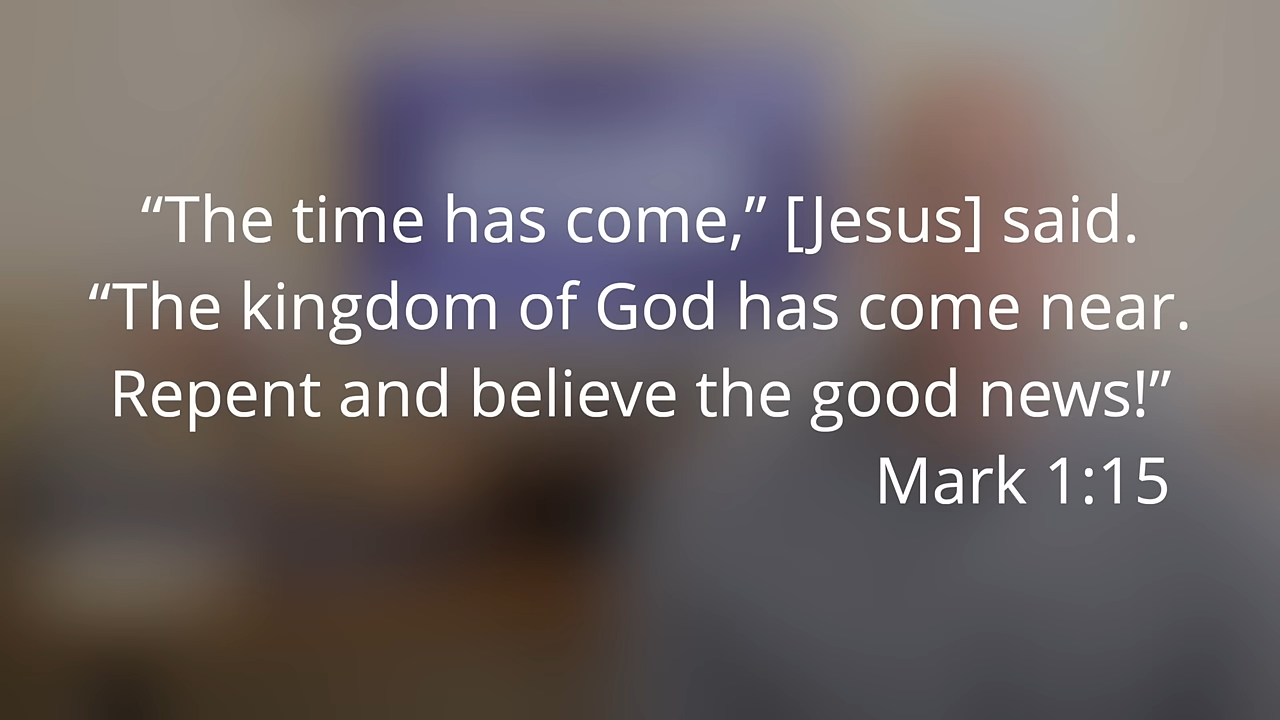 “The time has come,” [Jesus] said.
“The kingdom of God has come near.
Repent and believe the good news!”
Mark 1:15